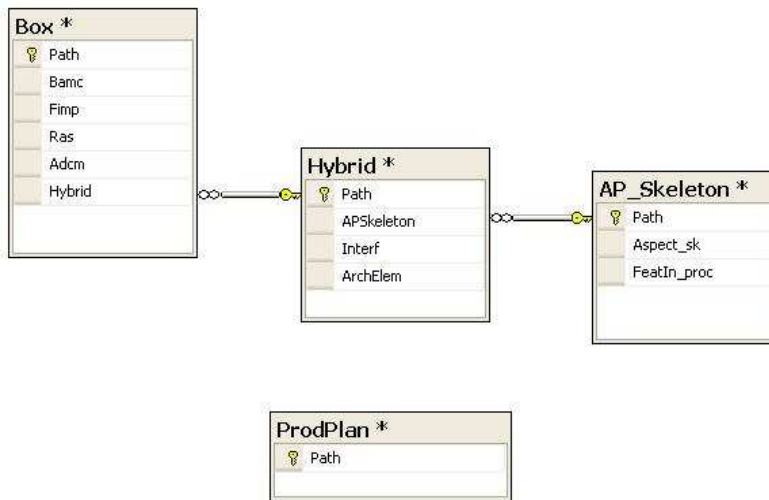 Box *
Path
Bamc
Fimp
Ras
Adcm
Hybrid
Hybrid *
Path
APSkeleton
Interf
ArchElem
AP_Skeleton *
Path
Aspect_sk
FeatIn_proc
ProdPlan *
Path